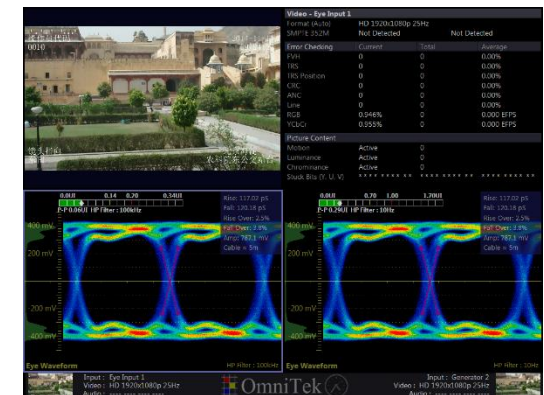 Video - Eye Input 1
Format (Auto) HD 1920x1080p 25Hz
SMPTE 352M Not Detected Not Detected
Error Checking Current Total Average
FVH 0 0 0.00%
TRS 0 0 0.00%
TRS Position 0 0 0.00%
CRC 0 0 0.00%
ANC 0 0 0.00%
Line 0 0 0.00%
RGB 0.946% 0 0.000 EFPS
YCbCr 0.955% 0 0.000 EFPS
Picture Content
Motion Active 0
Luminance Active 0
Chrominance Active 0
Stuck Bits (Y, U, V)
0010
0.0UI 0.14 0.20 0.34UI
P-P 0.06UI HP Filter : 100kHz
Rise: 117.02 pS
Fall: 120.18 pS
Rise Over: 2.5%
Fall Over: 3.8%
Amp: 787.1 mV
Cable < 5m
400 mV
200 mV
-200 mV
-400 mV
Eye Waveform HP Filter : 100kHz
0.0UI 0.70 1.00 1.70UI
P-P 0.29UI HP Filter : 10Hz
Rise: 117.02 pS
Fall: 120.18 pS
Rise Over: 2.5%
Fall Over: 3.8%
Amp: 787.1 mV
Cable < 5m
400 mV
200 mV
-200 mV
-400 mV
Eye Waveform HP Filter : 10Hz
Input : Eye Input 1
Video : HD 1920x1080p 25Hz
OmniTek
Input : Generator 2
Video : HD 1920x1080p 25Hz